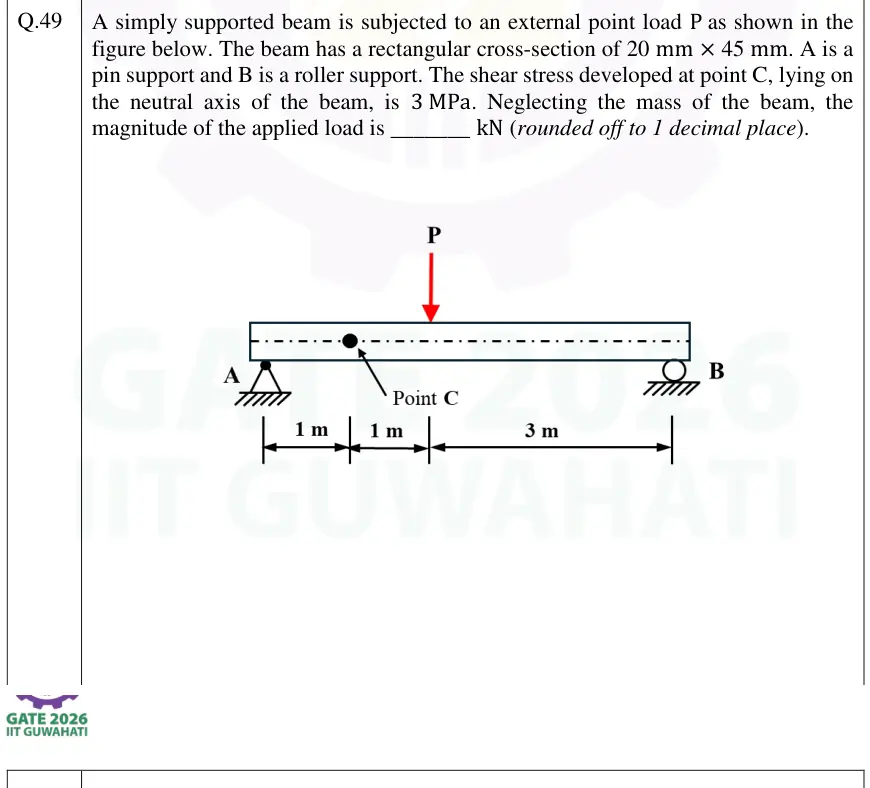 Q.49
A simply supported beam is subjected to an external point load P as shown in the
figure below. The beam has a rectangular cross-section of 20 mm × 45 mm. A is a
pin support and B is a roller support. The shear stress developed at point C, lying on
the neutral axis of the beam, is 3 MPa. Neglecting the mass of the beam, the
magnitude of the applied load is _______ kN (rounded off to 1 decimal place).
P
A
B
Point C
1 m
1 m
3 m
GATE 2026
IIT GUWAHATI
GATE 2026
IIT GUWAHATI